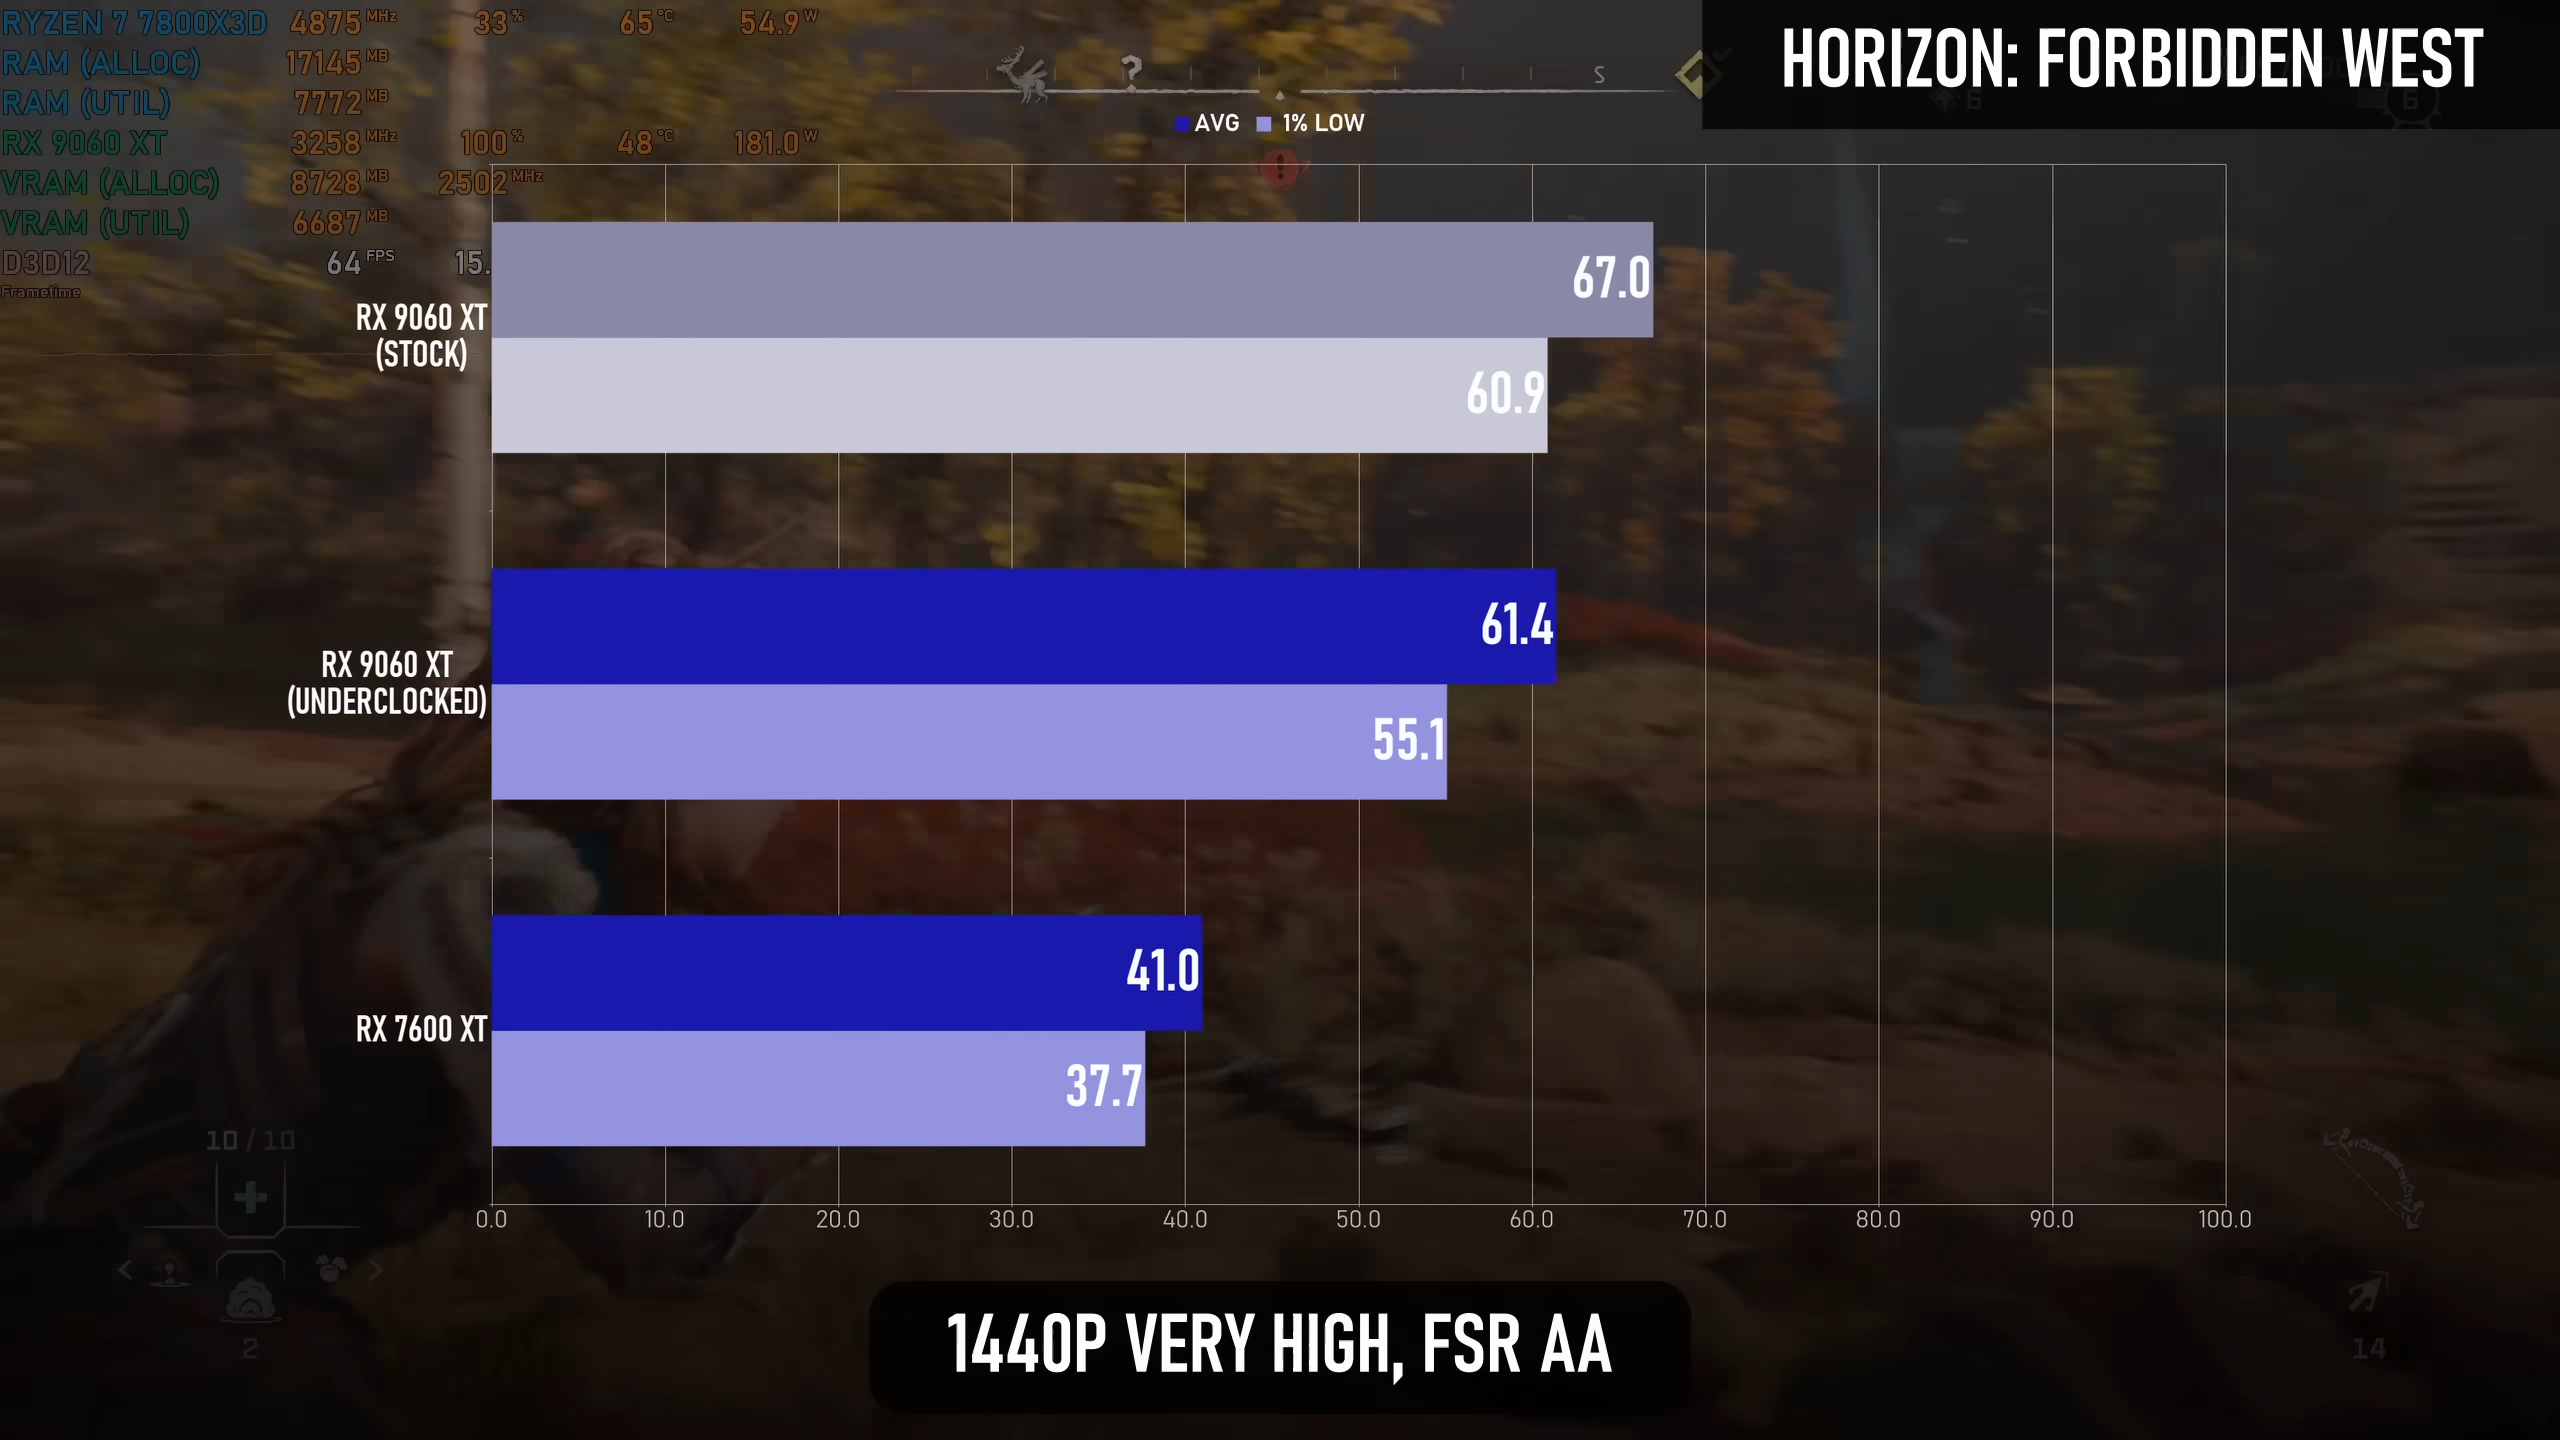 RYZEN 7 7800X3D 4875 MHz 33 % 65 °C 54.9 W
RAM (ALLOC) 17145 MB
RAM (UTIL) 7772 MB
RX 9060 XT 3258 MHz 100 % 48 °C 181.0 W
VRAM (ALLOC) 8728 MB 2502 MHz
VRAM (UTIL) 6687 MB
D3D12 64 FPS 15.
Frametime
?
S
HORIZON: FORBIDDEN WEST
6
6
AVG 1% LOW
RX 9060 XT
(STOCK)
67.0
60.9
RX 9060 XT
(UNDERCLOCKED)
61.4
55.1
RX 7600 XT
41.0
37.7
0.0 10.0 20.0 30.0 40.0 50.0 60.0 70.0 80.0 90.0 100.0
10 / 10
2
14
1440P VERY HIGH, FSR AA